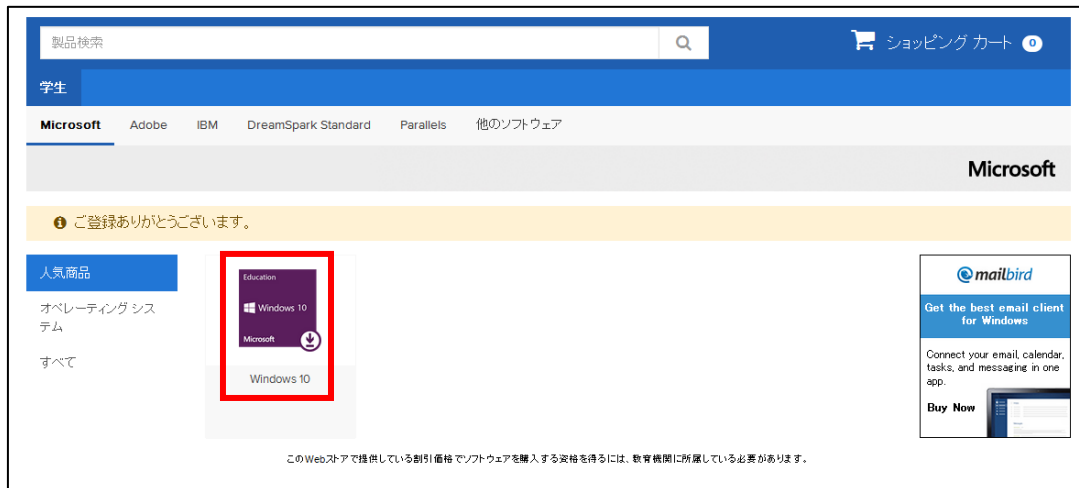 製品検索
ショッピング カート 0
学生
Microsoft Adobe IBM DreamSpark Standard Parallels 他のソフトウェア
Microsoft
ご登録ありがとうございます。
人気商品
オペレーティング シス
テム
すべて
Education
Windows 10
Microsoft
Windows 10
mailbird
Get the best email client
for Windows
Connect your email, calendar,
tasks, and messaging in one
app.
Buy Now
このWebストアで提供している割引価格でソフトウェアを購入する資格を得るには、教育機関に所属している必要があります。